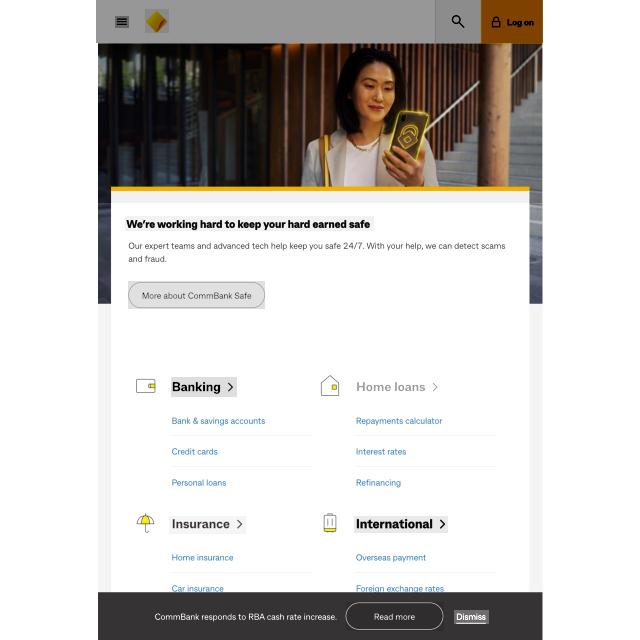 Log on
We're working hard to keep your hard earned safe
Our expert teams and advanced tech help keep you safe 24/7. With your help, we can detect scams
and fraud.
More about CommBank Safe
Banking
Home loans
Bank & savings accounts
Repayments calculator
Credit cards
Interest rates
Personal loans
Refinancing
Insurance
International
Home insurance
Overseas payment
Car insurance
Foreign exchange rates
CommBank responds to RBA cash rate increase.
Read more
Dismiss